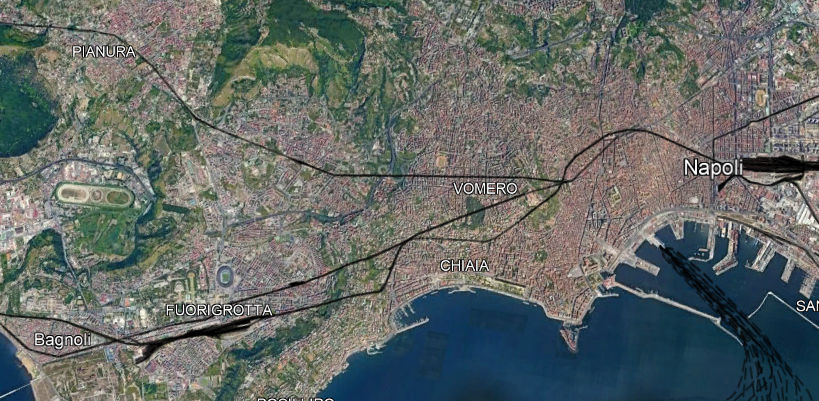 PIANURA
Napoli
VOMERO
CHIAIA
FUORIGROTTA
Bagnoli